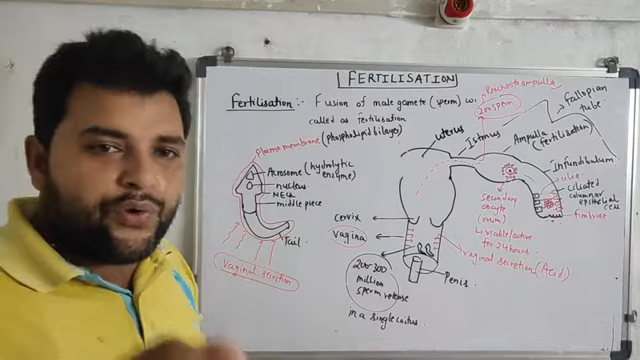 FERTILISATION
Fertilisation :- Fusion of male gamete (sperm) w.
called as fertilisation
Plasma membrane (phospholipid bilayer)
Acrosome (hydrolytic
enzyme)
nucleus
Neck
middle piece
Tail
vaginal secretion
uterus
Isthmus
Ampulla
(fertilisation)
Reachesto ampulla
200 sperm
fallopian
tube
Infundibulum
ciliated
columnar
epithelial cell
fimbriae
secondary
oocyte
(ovum)
viable/active
for 24 hours
cervix
vagina
vaginal secretion (Acid)
Penis
200-300
million
sperm release
in a single coitus.